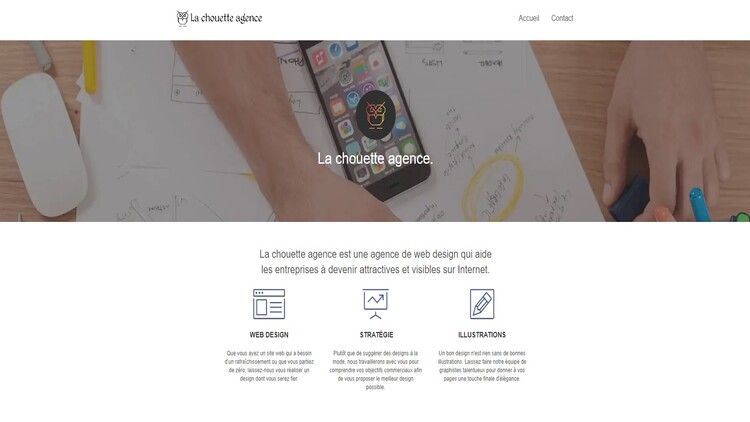 La chouette agence
Accueil Contact
La chouette agence.
La chouette agence est une agence de web design qui aide
les entreprises à devenir attractives et visibles sur Internet.
WEB DESIGN
Que vous ayez un site web qui a besoin
d'un rafraîchissement ou que vous partiez
de zéro, laissez-nous vous réaliser un
design dont vous serez fier.
STRATÉGIE
Plutôt que de suggérer des designs à la
mode, nous travaillerons avec vous pour
comprendre vos objectifs commerciaux afin
de vous proposer le meilleur design
possible.
ILLUSTRATIONS
Un bon design n'est rien sans de bonnes
illustrations. Laissez faire notre équipe de
graphistes talentueux pour donner à vos
pages une touche finale d'élégance.